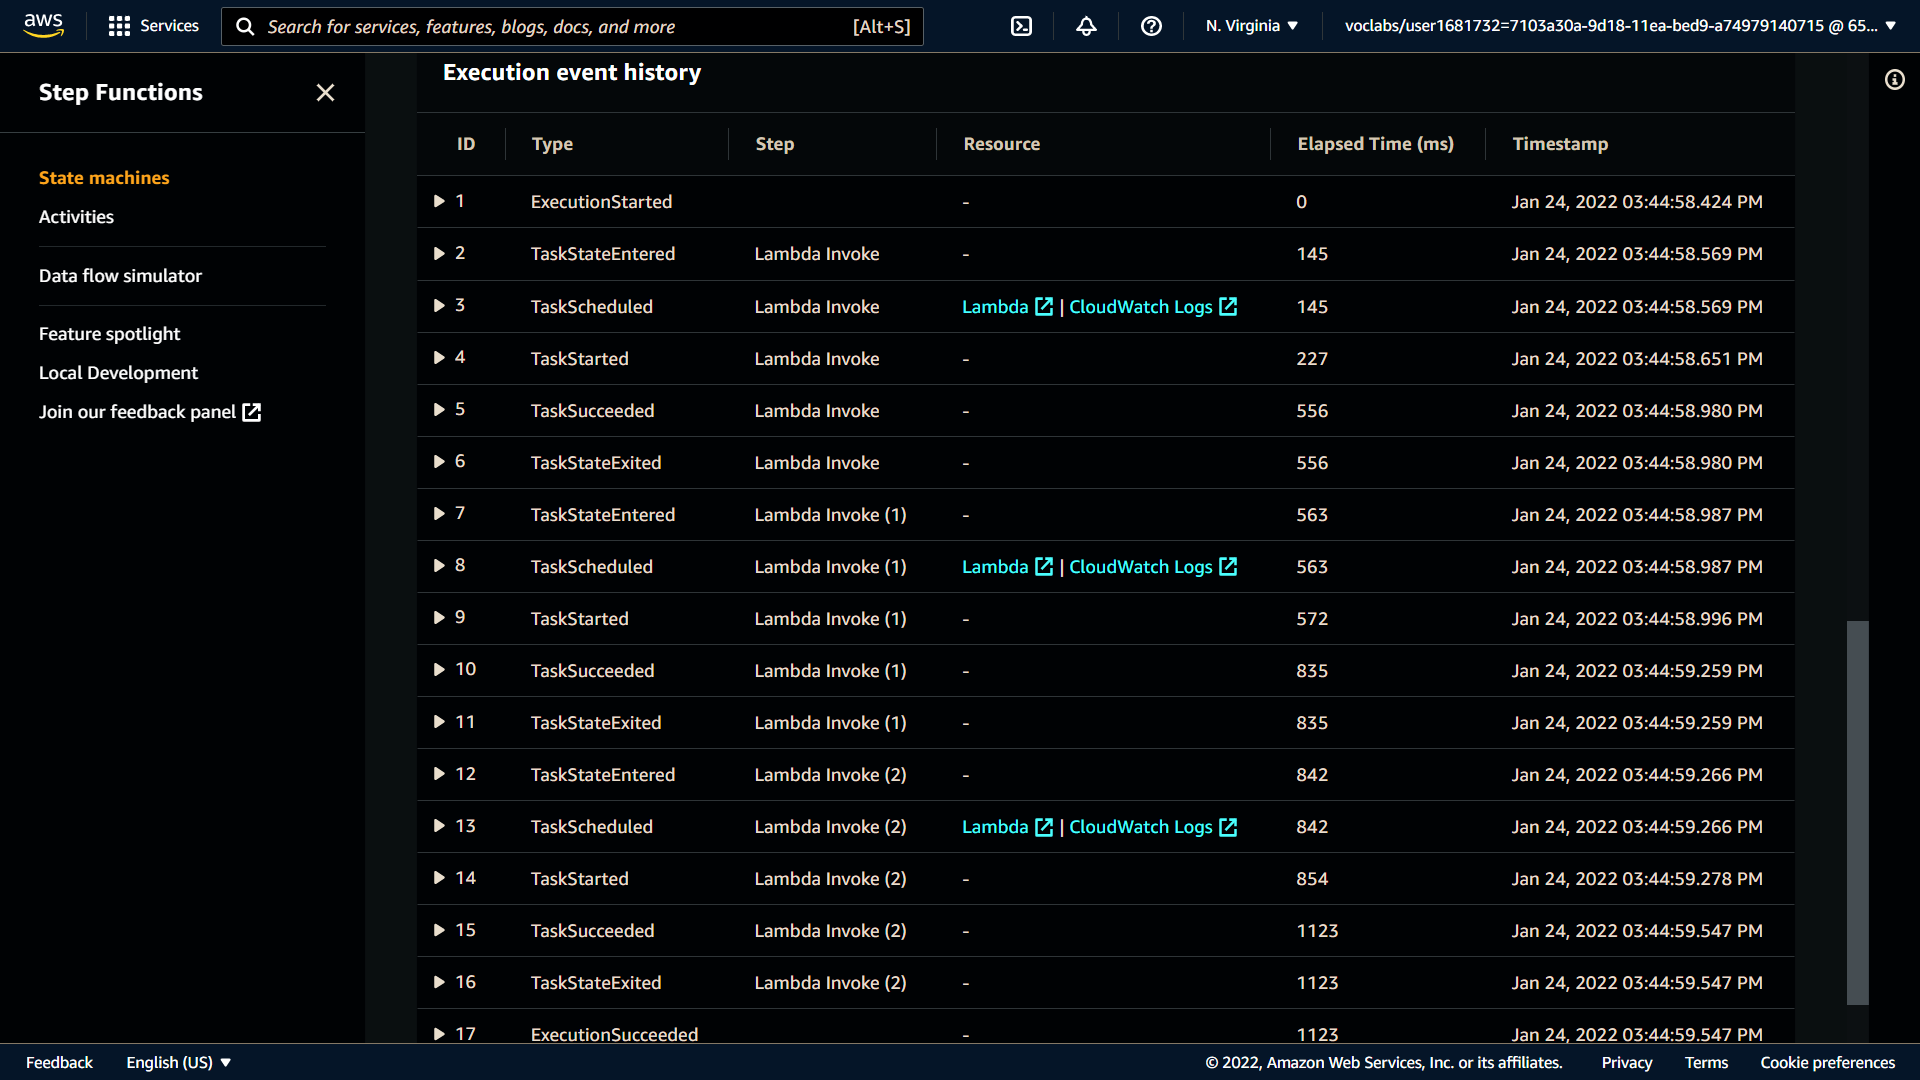 aws Services Search for services, features, blogs, docs, and more [Alt+S] N. Virginia voclabs/user1681732=7103a30a-9d18-11ea-bed9-a74979140715 @ 65...
Step Functions
State machines
Activities
Data flow simulator
Feature spotlight
Local Development
Join our feedback panel
Execution event history
ID Type Step Resource Elapsed Time (ms) Timestamp
1 ExecutionStarted - 0 Jan 24, 2022 03:44:58.424 PM
2 TaskStateEntered Lambda Invoke - 145 Jan 24, 2022 03:44:58.569 PM
3 TaskScheduled Lambda Invoke Lambda | CloudWatch Logs 145 Jan 24, 2022 03:44:58.569 PM
4 TaskStarted Lambda Invoke - 227 Jan 24, 2022 03:44:58.651 PM
5 TaskSucceeded Lambda Invoke - 556 Jan 24, 2022 03:44:58.980 PM
6 TaskStateExited Lambda Invoke - 556 Jan 24, 2022 03:44:58.980 PM
7 TaskStateEntered Lambda Invoke (1) - 563 Jan 24, 2022 03:44:58.987 PM
8 TaskScheduled Lambda Invoke (1) Lambda | CloudWatch Logs 563 Jan 24, 2022 03:44:58.987 PM
9 TaskStarted Lambda Invoke (1) - 572 Jan 24, 2022 03:44:58.996 PM
10 TaskSucceeded Lambda Invoke (1) - 835 Jan 24, 2022 03:44:59.259 PM
11 TaskStateExited Lambda Invoke (1) - 835 Jan 24, 2022 03:44:59.259 PM
12 TaskStateEntered Lambda Invoke (2) - 842 Jan 24, 2022 03:44:59.266 PM
13 TaskScheduled Lambda Invoke (2) Lambda | CloudWatch Logs 842 Jan 24, 2022 03:44:59.266 PM
14 TaskStarted Lambda Invoke (2) - 854 Jan 24, 2022 03:44:59.278 PM
15 TaskSucceeded Lambda Invoke (2) - 1123 Jan 24, 2022 03:44:59.547 PM
16 TaskStateExited Lambda Invoke (2) - 1123 Jan 24, 2022 03:44:59.547 PM
17 ExecutionSucceeded - 1123 Jan 24, 2022 03:44:59.547 PM
Feedback English (US) © 2022, Amazon Web Services, Inc. or its affiliates. Privacy Terms Cookie preferences